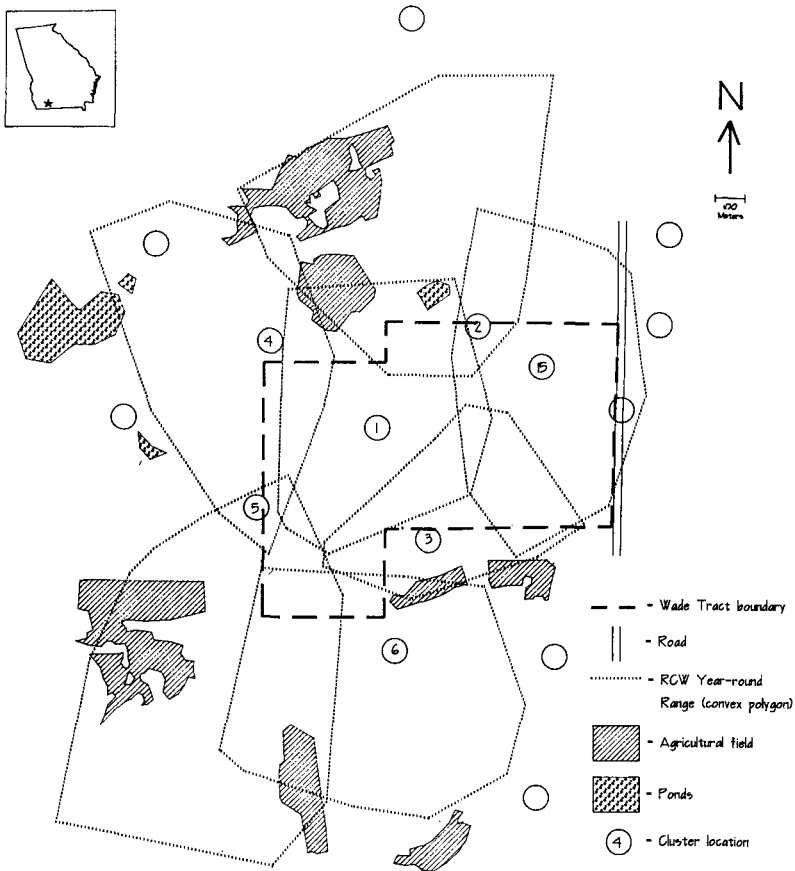 N
100
Meters
2
4
15
1
5
3
6
- Wade Tract boundary
- Road
- RCW Year-round
Range (convex polygon)
- Agricultural field
- Ponds
4 - Cluster location